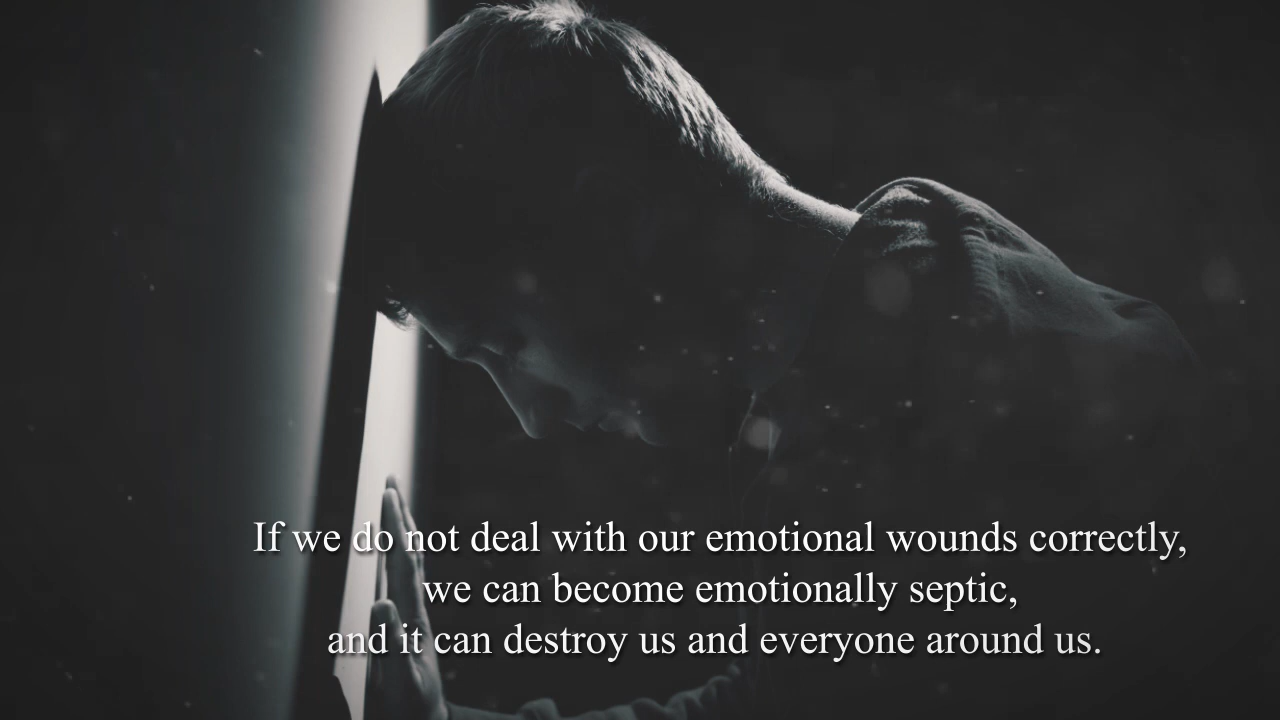 If we do not deal with our emotional wounds correctly,
we can become emotionally septic,
and it can destroy us and everyone around us.